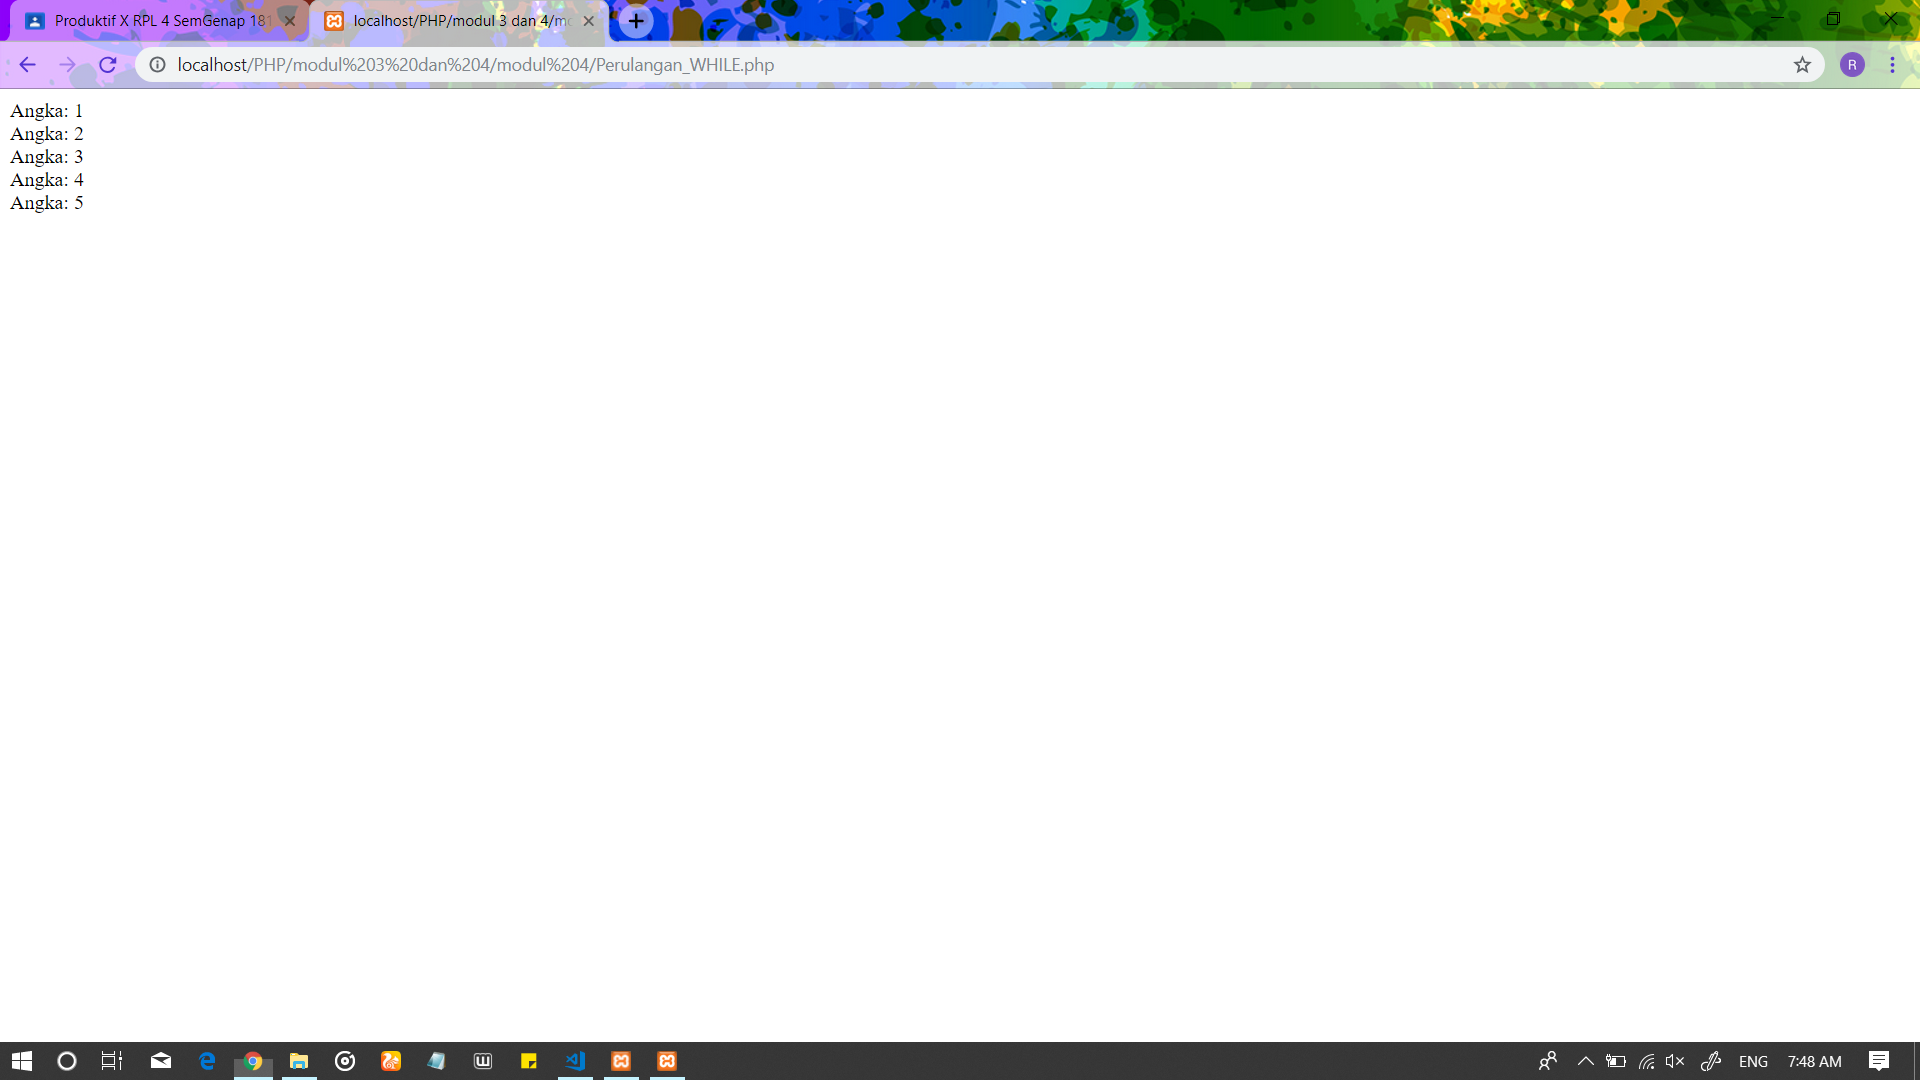 Produktif X RPL 4 SemGenap 181
localhost/PHP/modul 3 dan 4/mo
localhost/PHP/modul%203%20dan%204/modul%204/Perulangan_WHILE.php
R
Angka: 1
Angka: 2
Angka: 3
Angka: 4
Angka: 5
ENG
7:48 AM